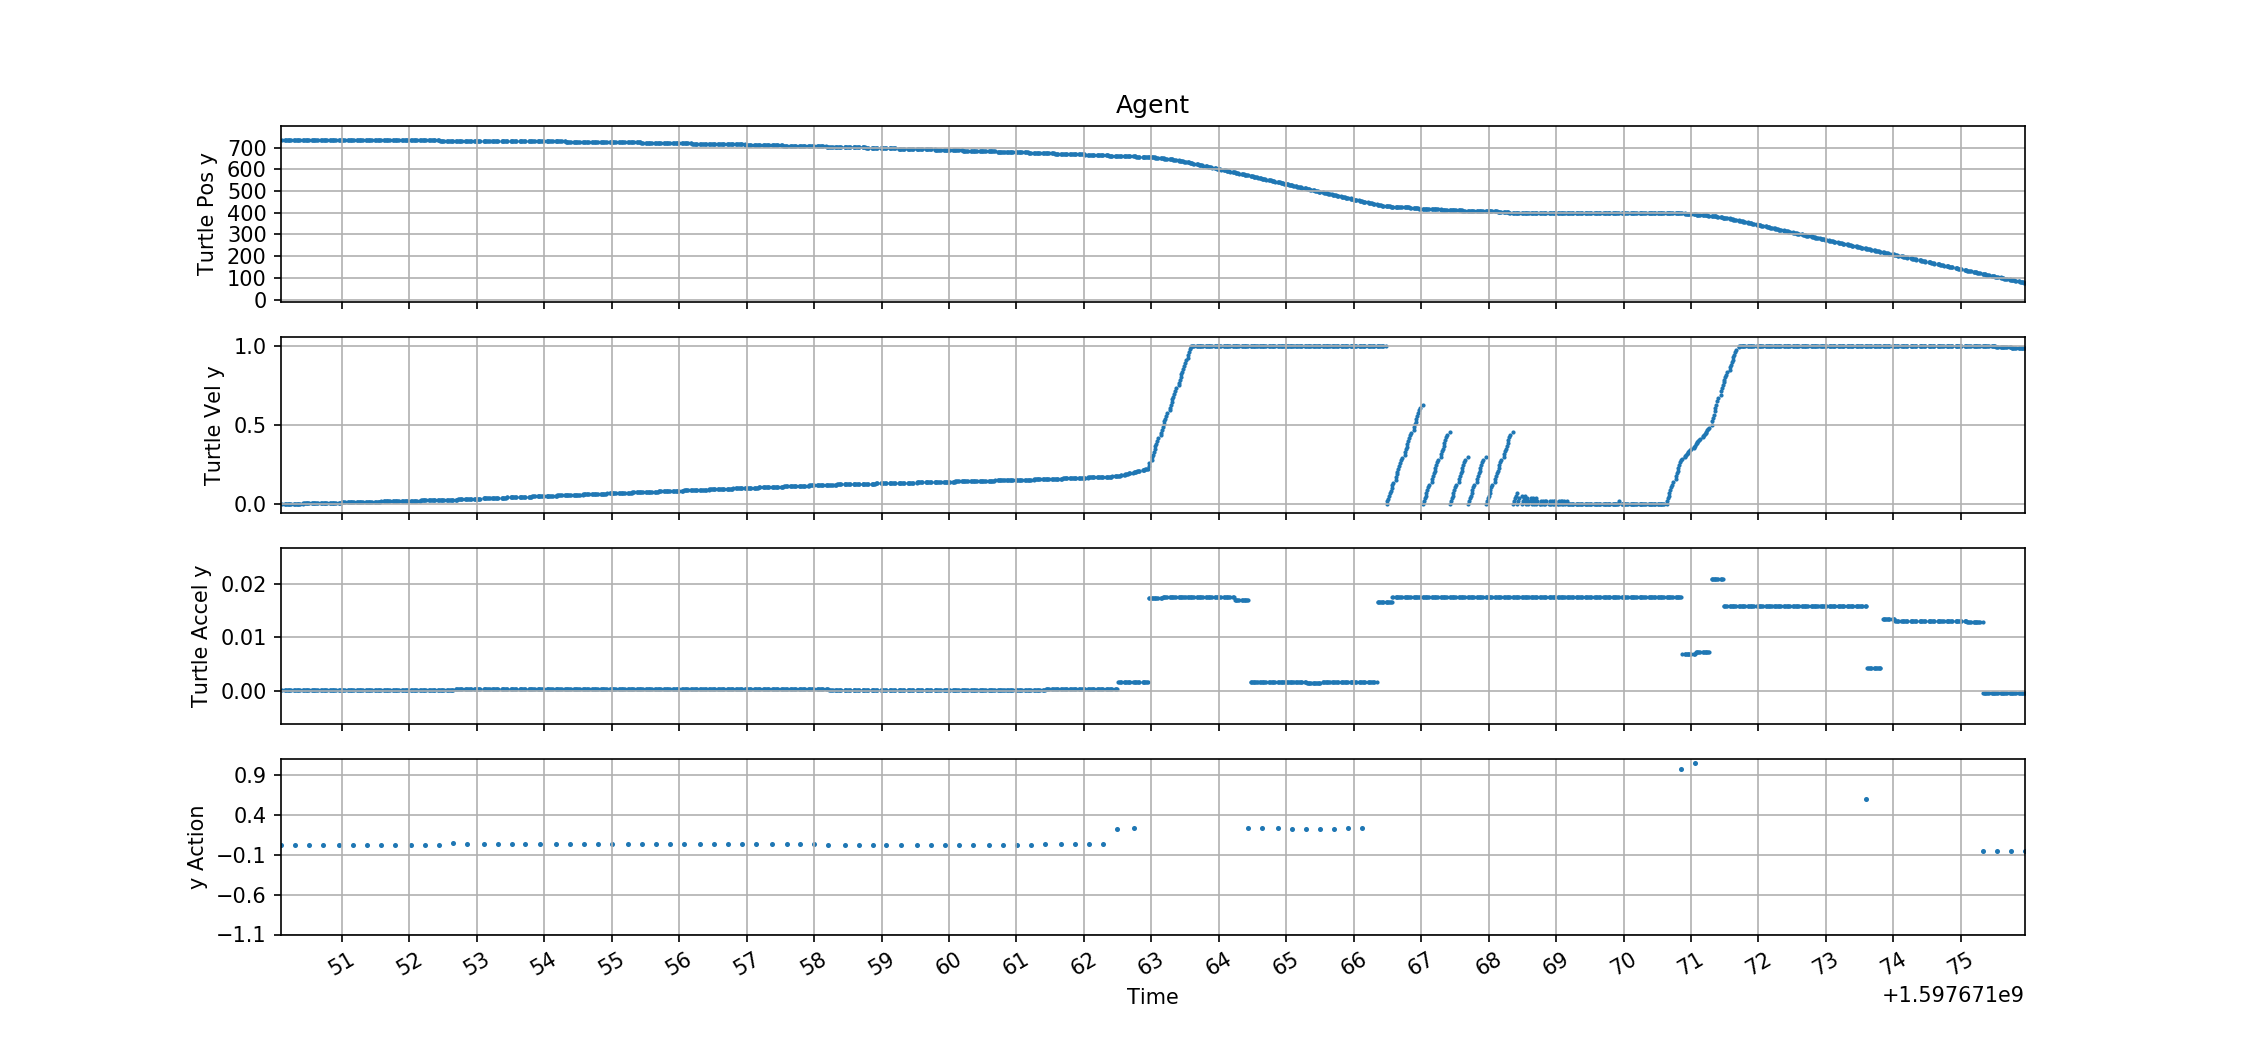 Agent
Turtle Pos y
700
600
500
400
300
200
100
0
Turtle Vel y
1.0
0.5
0.0
Turtle Accel y
0.02
0.01
0.00
y Action
0.9
0.4
−0.1
−0.6
−1.1
51 52 53 54 55 56 57 58 59 60 61 62 63 64 65 66 67 68 69 70 71 72 73 74 75
Time
+1.597671e9